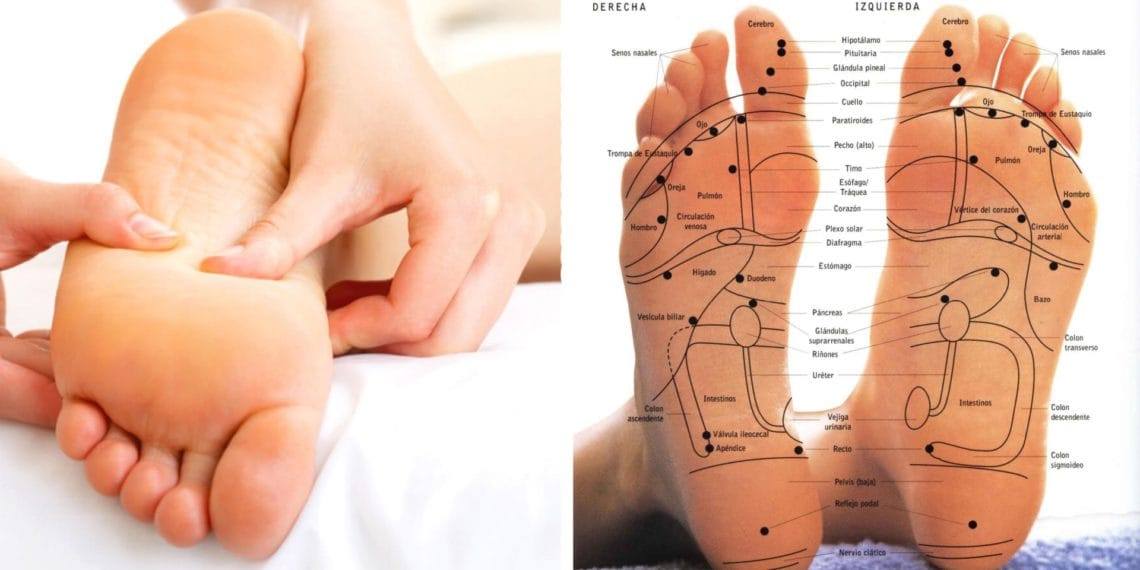 DERECHA
IZQUIERDA
Cerebro
Cerebro
Hipotálamo
Senos nasales
Pituitaria
Senos nasales
Glándula pineal
Occipital
Cuello
Ojo
Ojo
Paratiroides
Trompa de Eustaquio
Pecho (alto)
Trompa de Eustaquio
Oreja
Timo
Pulmón
Oreja
Pulmón
Esófago/
Tráquea
Hombro
Corazón
Vértice del corazón
Circulación
venosa
Hombro
Plexo solar
Circulación
arterial
Diafragma
Estómago
Hígado
Duodeno
Bazo
Páncreas
Vesícula biliar
Glándulas
suprarrenales
Colon
transverso
Riñones
Uréter
Intestinos
Intestinos
Colon
ascendente
Vejiga
urinaria
Colon
descendente
Válvula ileocecal
Apéndice
Recto
Colon
sigmoideo
Pelvis (baja)
Reflejo podal
Nervio ciático